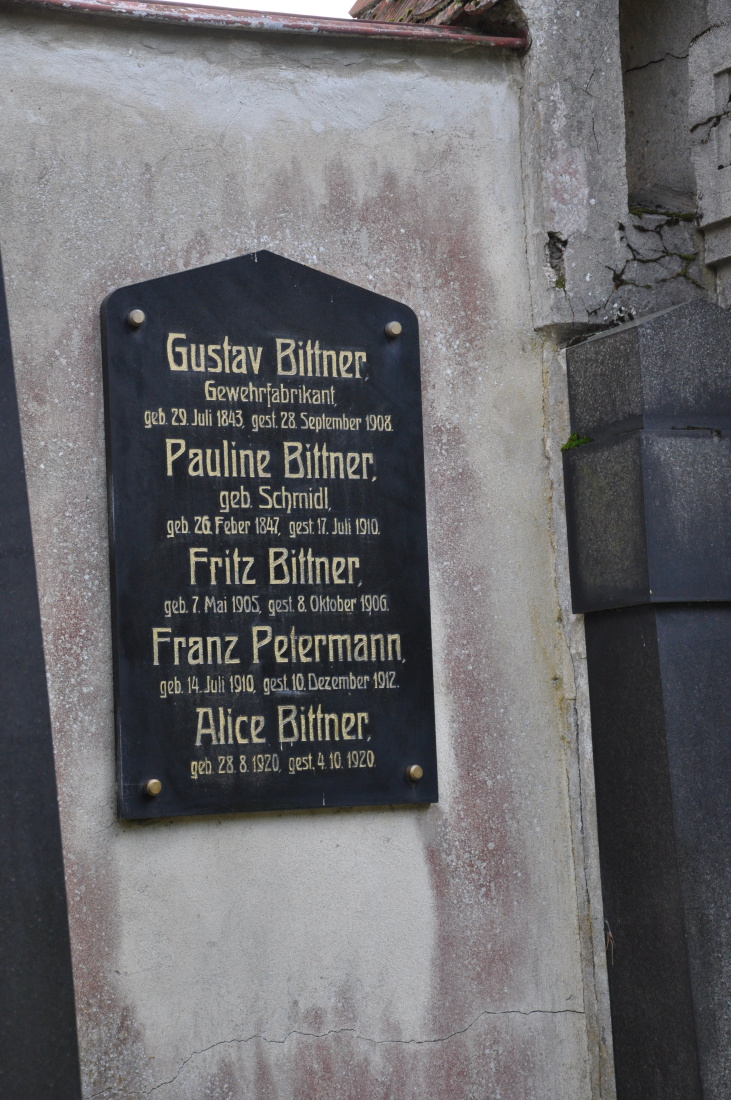 Gustav Bittner,
Gewehrfabrikant,
geb. 29. Juli 1843, gest. 28. September 1908.
Pauline Bittner,
geb. Schmidl,
geb. 26. Feber 1847, gest. 17. Juli 1910.
Fritz Bittner,
geb. 7. Mai 1905, gest. 8. Oktober 1906.
Franz Petermann,
geb. 14. Juli 1910, gest. 10. Dezember 1912.
Alice Bittner,
geb. 28. 8. 1920, gest. 4. 10. 1920.